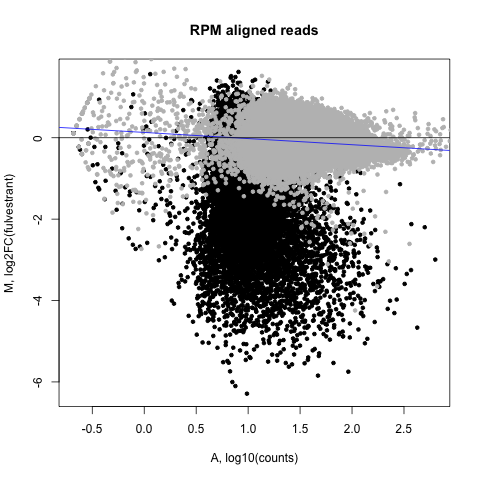 RPM aligned reads
M, log2FC(fulvestrant)
0
-2
-4
-6
-0.5 0.0 0.5 1.0 1.5 2.0 2.5
A, log10(counts)